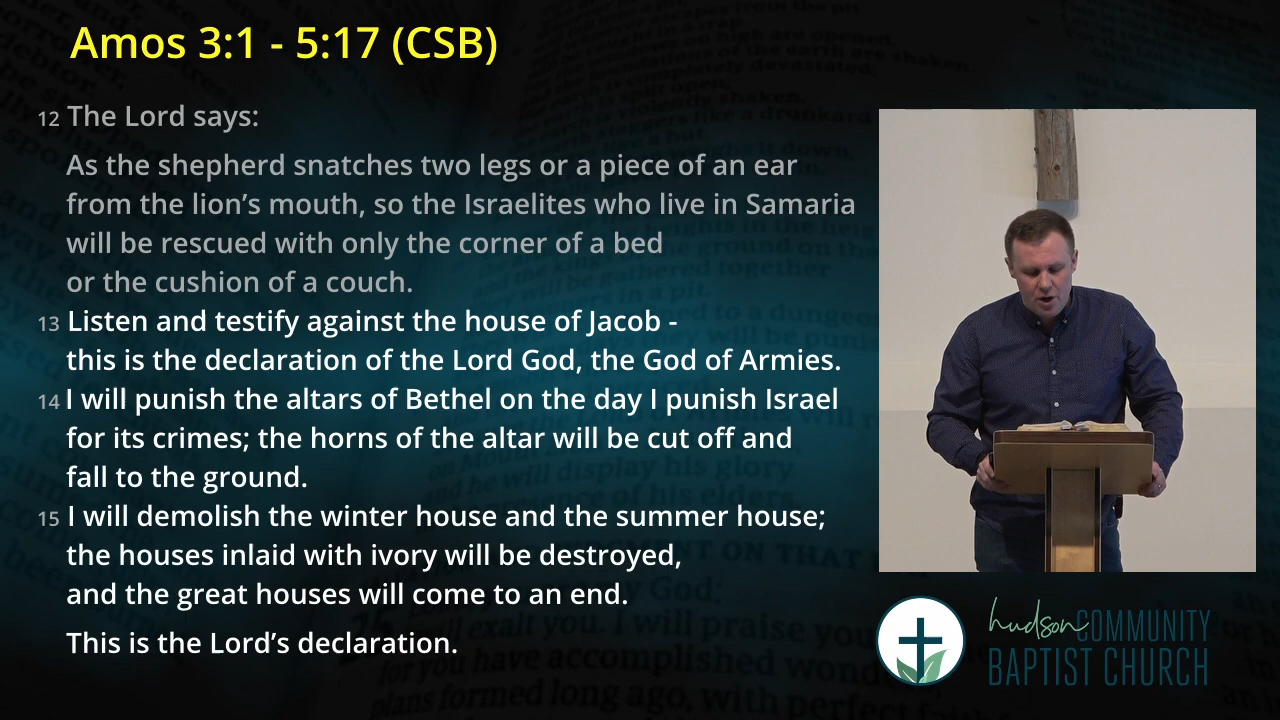 Amos 3:1 - 5:17 (CSB)
12 The Lord says:
As the shepherd snatches two legs or a piece of an ear
from the lion’s mouth, so the Israelites who live in Samaria
will be rescued with only the corner of a bed
or the cushion of a couch.
13 Listen and testify against the house of Jacob -
this is the declaration of the Lord God, the God of Armies.
14 I will punish the altars of Bethel on the day I punish Israel
for its crimes; the horns of the altar will be cut off and
fall to the ground.
15 I will demolish the winter house and the summer house;
the houses inlaid with ivory will be destroyed,
and the great houses will come to an end.
This is the Lord’s declaration.
hudson COMMUNITY
BAPTIST CHURCH